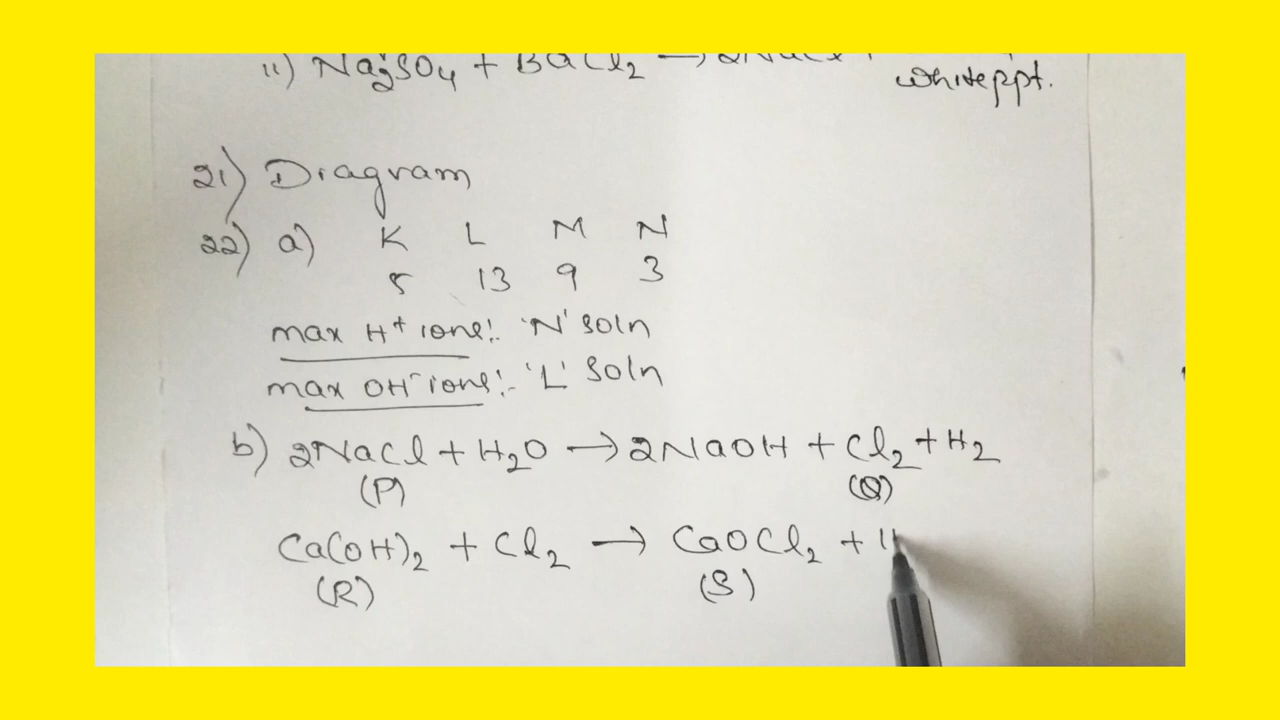 ii) Na2SO4 + BaCl2 → 2NaCl +
white ppt.
21) Diagram
22) a) K L M N
5 13 9 3
max H+ ions:. 'N' soln
max OH- ions:- 'L' soln
b) 2NaCl + H2O → 2NaOH + Cl2 + H2
(P) (Q)
Ca(OH)2 + Cl2 → CaOCl2 +
(R) (S)